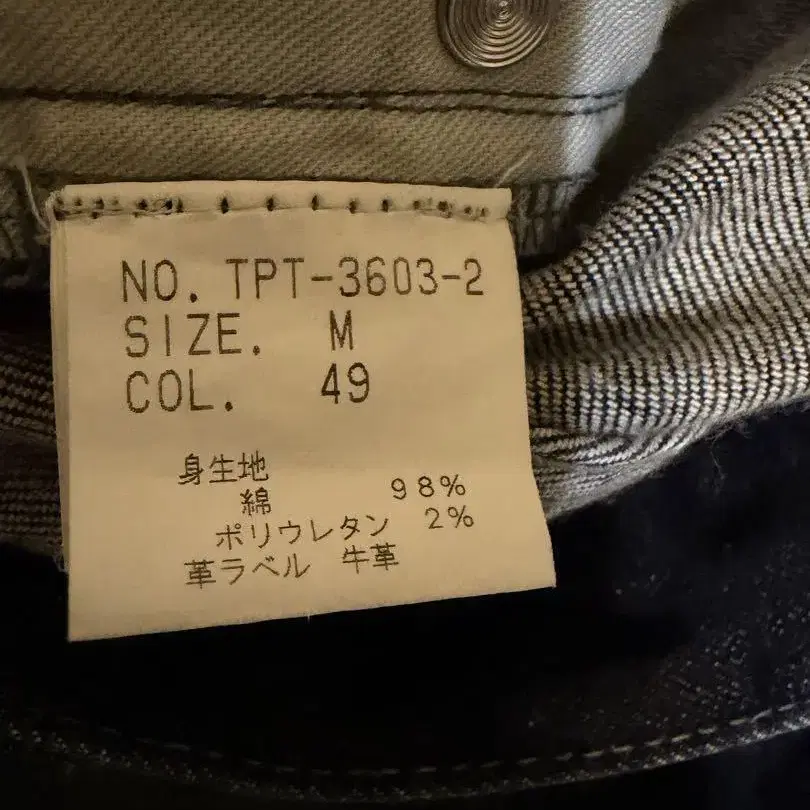 NO. TPT-3603-2
SIZE. M
COL. 49
身生地
綿 98%
ポリウレタン 2%
革ラベル 牛革